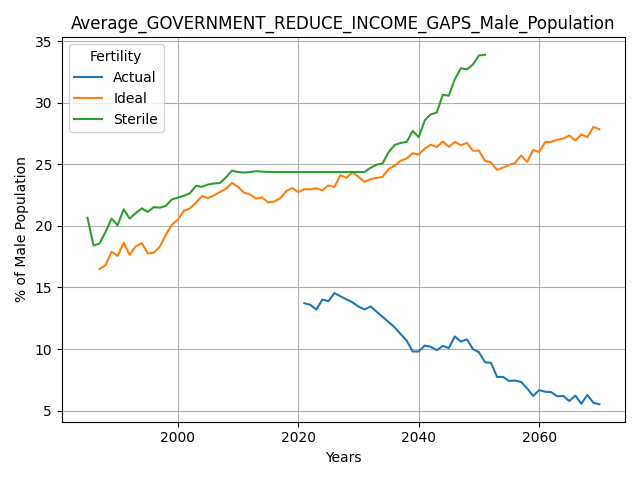 Average_GOVERNMENT_REDUCE_INCOME_GAPS_Male_Population
Fertility
Actual
Ideal
Sterile
% of Male Population
35
30
25
20
15
10
5
2000
2020
2040
2060
Years